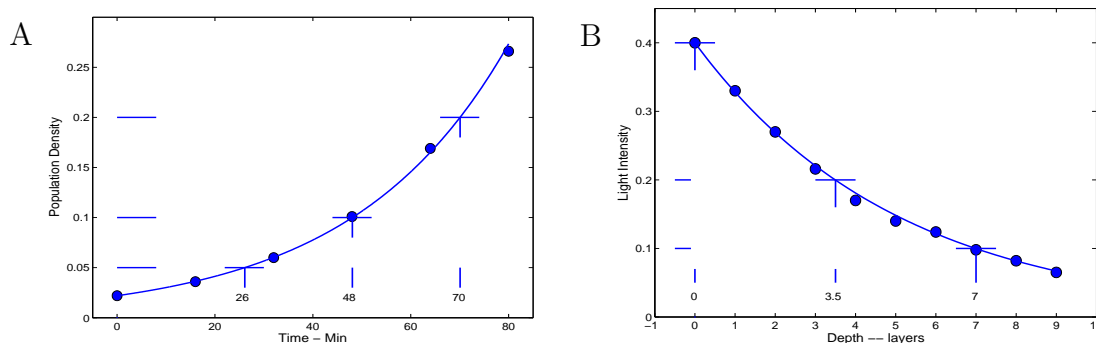 A
Population Density
0.25
0.2
0.15
0.1
0.05
0
26 48 70
0 20 40 60 80
Time – Min
B
Light Intensity
0.4
0.3
0.2
0.1
0
0 3.5 7
–1 0 1 2 3 4 5 6 7 8 9 1
Depth –– layers